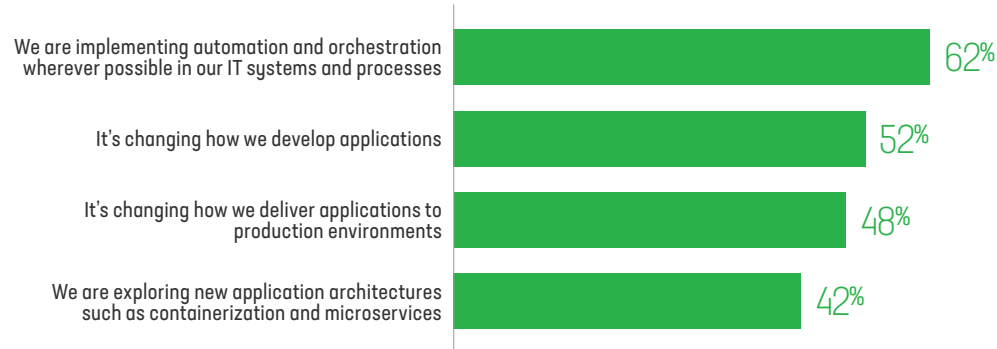 We are implementing automation and orchestration
wherever possible in our IT systems and processes
62%
It's changing how we develop applications
52%
It's changing how we deliver applications to
production environments
48%
We are exploring new application architectures
such as containerization and microservices
42%